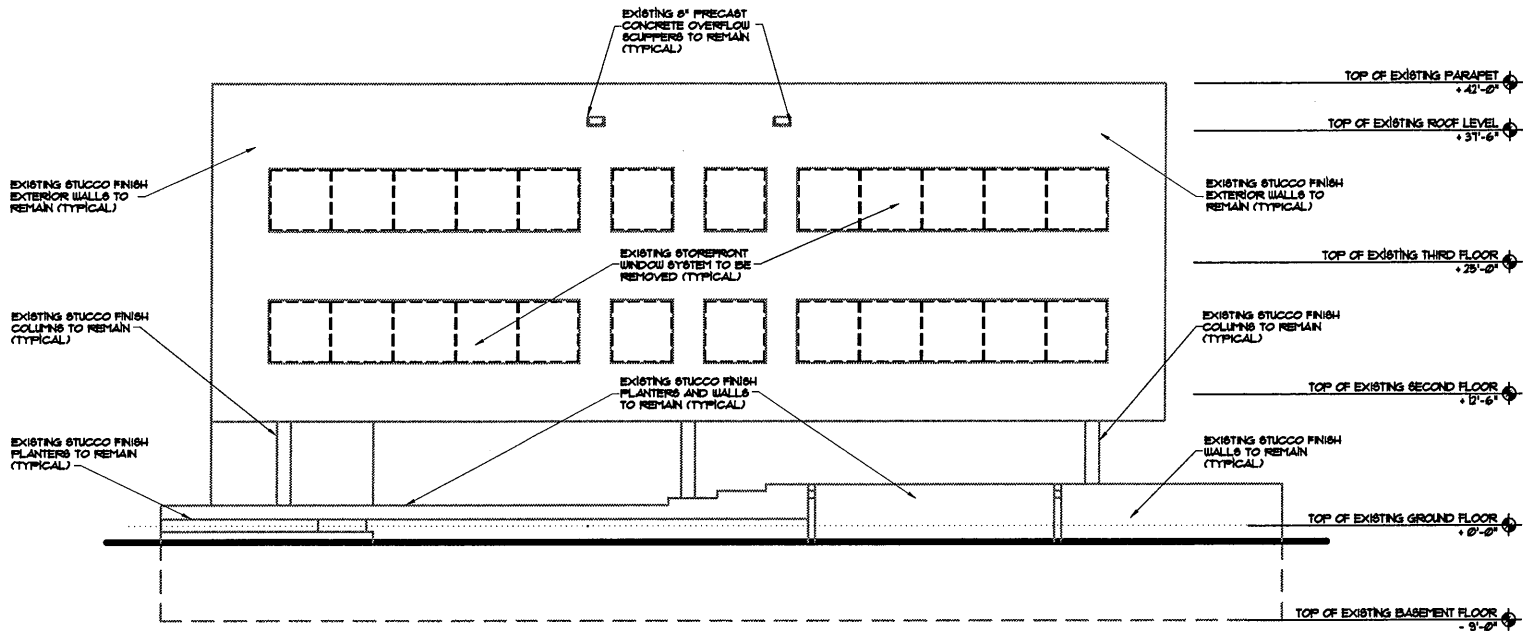 EXISTING 8" PRECAST
CONCRETE OVERFLOW
SCUPPERS TO REMAIN
(TYPICAL)
TOP OF EXISTING PARAPET
+ 42'-0"
TOP OF EXISTING ROOF LEVEL
+ 37'-6"
EXISTING STUCCO FINISH
EXTERIOR WALLS TO
REMAIN (TYPICAL)
EXISTING STUCCO FINISH
EXTERIOR WALLS TO
REMAIN (TYPICAL)
EXISTING STOREFRONT
WINDOW SYSTEM TO BE
REMOVED (TYPICAL)
TOP OF EXISTING THIRD FLOOR
+ 25'-0"
EXISTING STUCCO FINISH
COLUMNS TO REMAIN
(TYPICAL)
EXISTING STUCCO FINISH
COLUMNS TO REMAIN
(TYPICAL)
EXISTING STUCCO FINISH
PLANTERS AND WALLS
TO REMAIN (TYPICAL)
TOP OF EXISTING SECOND FLOOR
+ 12'-6"
EXISTING STUCCO FINISH
PLANTERS TO REMAIN
(TYPICAL)
EXISTING STUCCO FINISH
WALLS TO REMAIN
(TYPICAL)
TOP OF EXISTING GROUND FLOOR
+ 0'-0"
TOP OF EXISTING BASEMENT FLOOR
- 9'-0"